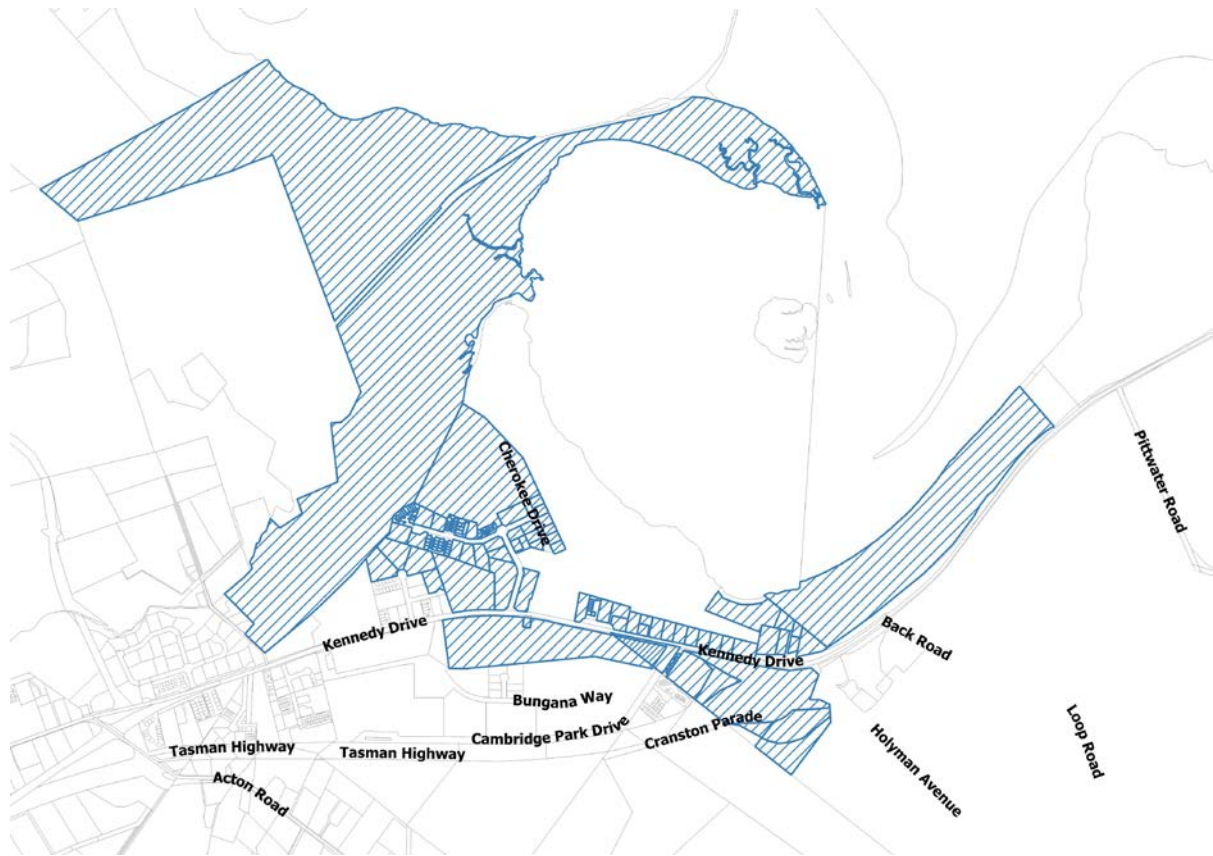 Cherokee Drive
Pittwater Road
Kennedy Drive
Back Road
Kennedy Drive
Bungana Way
Loop Road
Cambridge Park Drive
Cranston Parade
Tasman Highway
Tasman Highway
Holyman Avenue
Acton Road